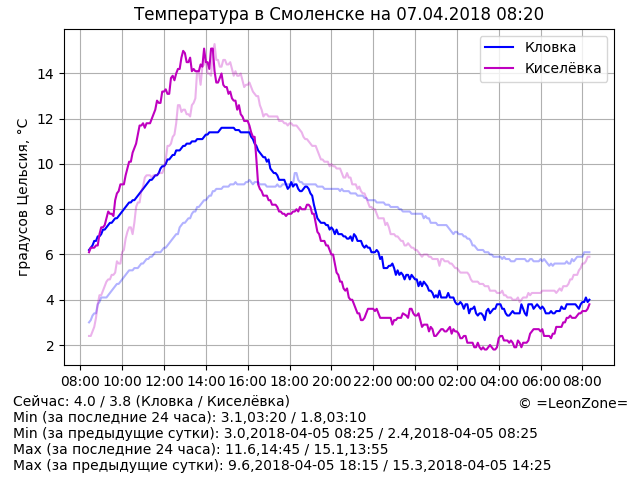 Температура в Смоленске на 07.04.2018 08:20
градусов Цельсия, °C
14
12
10
8
6
4
2
Кловка
Киселёвка
08:00 10:00 12:00 14:00 16:00 18:00 20:00 22:00 00:00 02:00 04:00 06:00 08:00
Сейчас: 4.0 / 3.8 (Кловка / Киселёвка)
© =LeonZone=
Min (за последние 24 часа): 3.1,03:20 / 1.8,03:10
Min (за предыдущие сутки): 3.0,2018-04-05 08:25 / 2.4,2018-04-05 08:25
Max (за последние 24 часа): 11.6,14:45 / 15.1,13:55
Max (за предыдущие сутки): 9.6,2018-04-05 18:15 / 15.3,2018-04-05 14:25